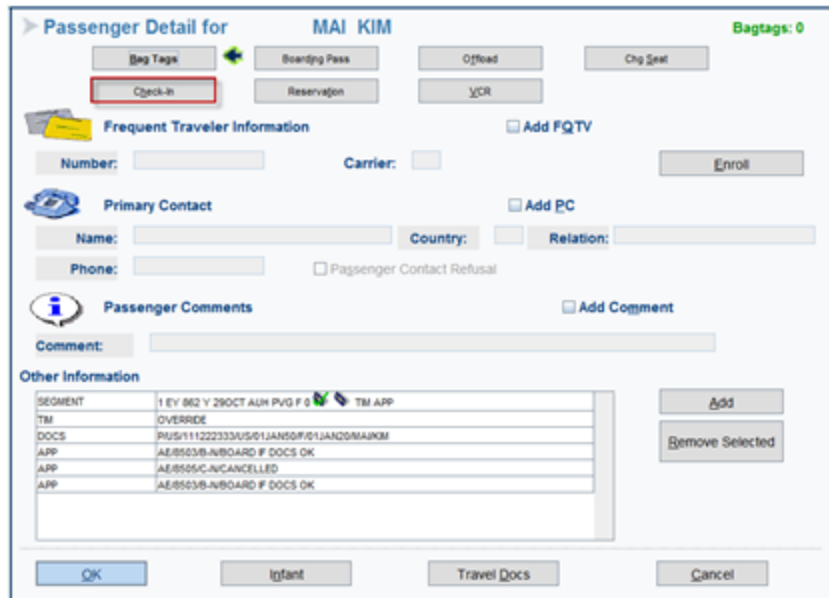 Passenger Detail for MAI KIM Bagtags: 0
Bag Tags Boarding Pass Offload Chg Seat
Check-In Reservation VCR
Frequent Traveler Information Add FQTV
Number: Carrier: Enroll
Primary Contact Add PC
Name: Country: Relation:
Phone: Passenger Contact Refusal
Passenger Comments Add Comment
Comment:
Other Information
SEGMENT 1 EY 862 Y 29OCT AUH PVG F 0 TIM APP
TIM OVERRIDE
DOCS P/US/111222333/US/01JAN50/F/01JAN20/MAI/KIM
APP AE/8503/B-N/BOARD IF DOCS OK
APP AE/8505/C-N/CANCELLED
APP AE/8503/B-N/BOARD IF DOCS OK
Add
Remove Selected
OK Infant Travel Docs Cancel